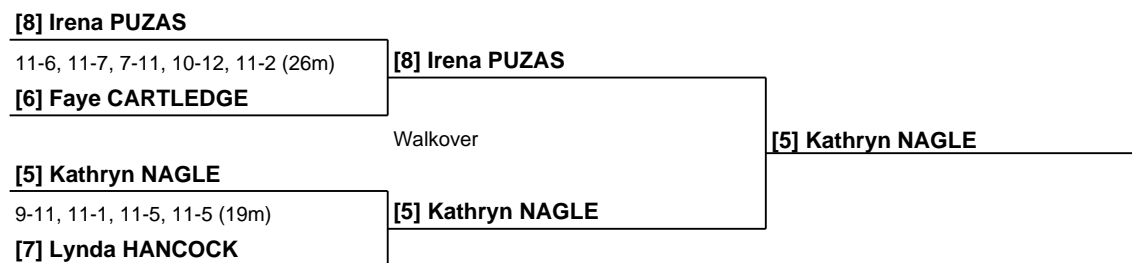 [8] Irena PUZAS
11-6, 11-7, 7-11, 10-12, 11-2 (26m)
[6] Faye CARTLEDGE
[8] Irena PUZAS
Walkover
[5] Kathryn NAGLE
[5] Kathryn NAGLE
9-11, 11-1, 11-5, 11-5 (19m)
[7] Lynda HANCOCK
[5] Kathryn NAGLE